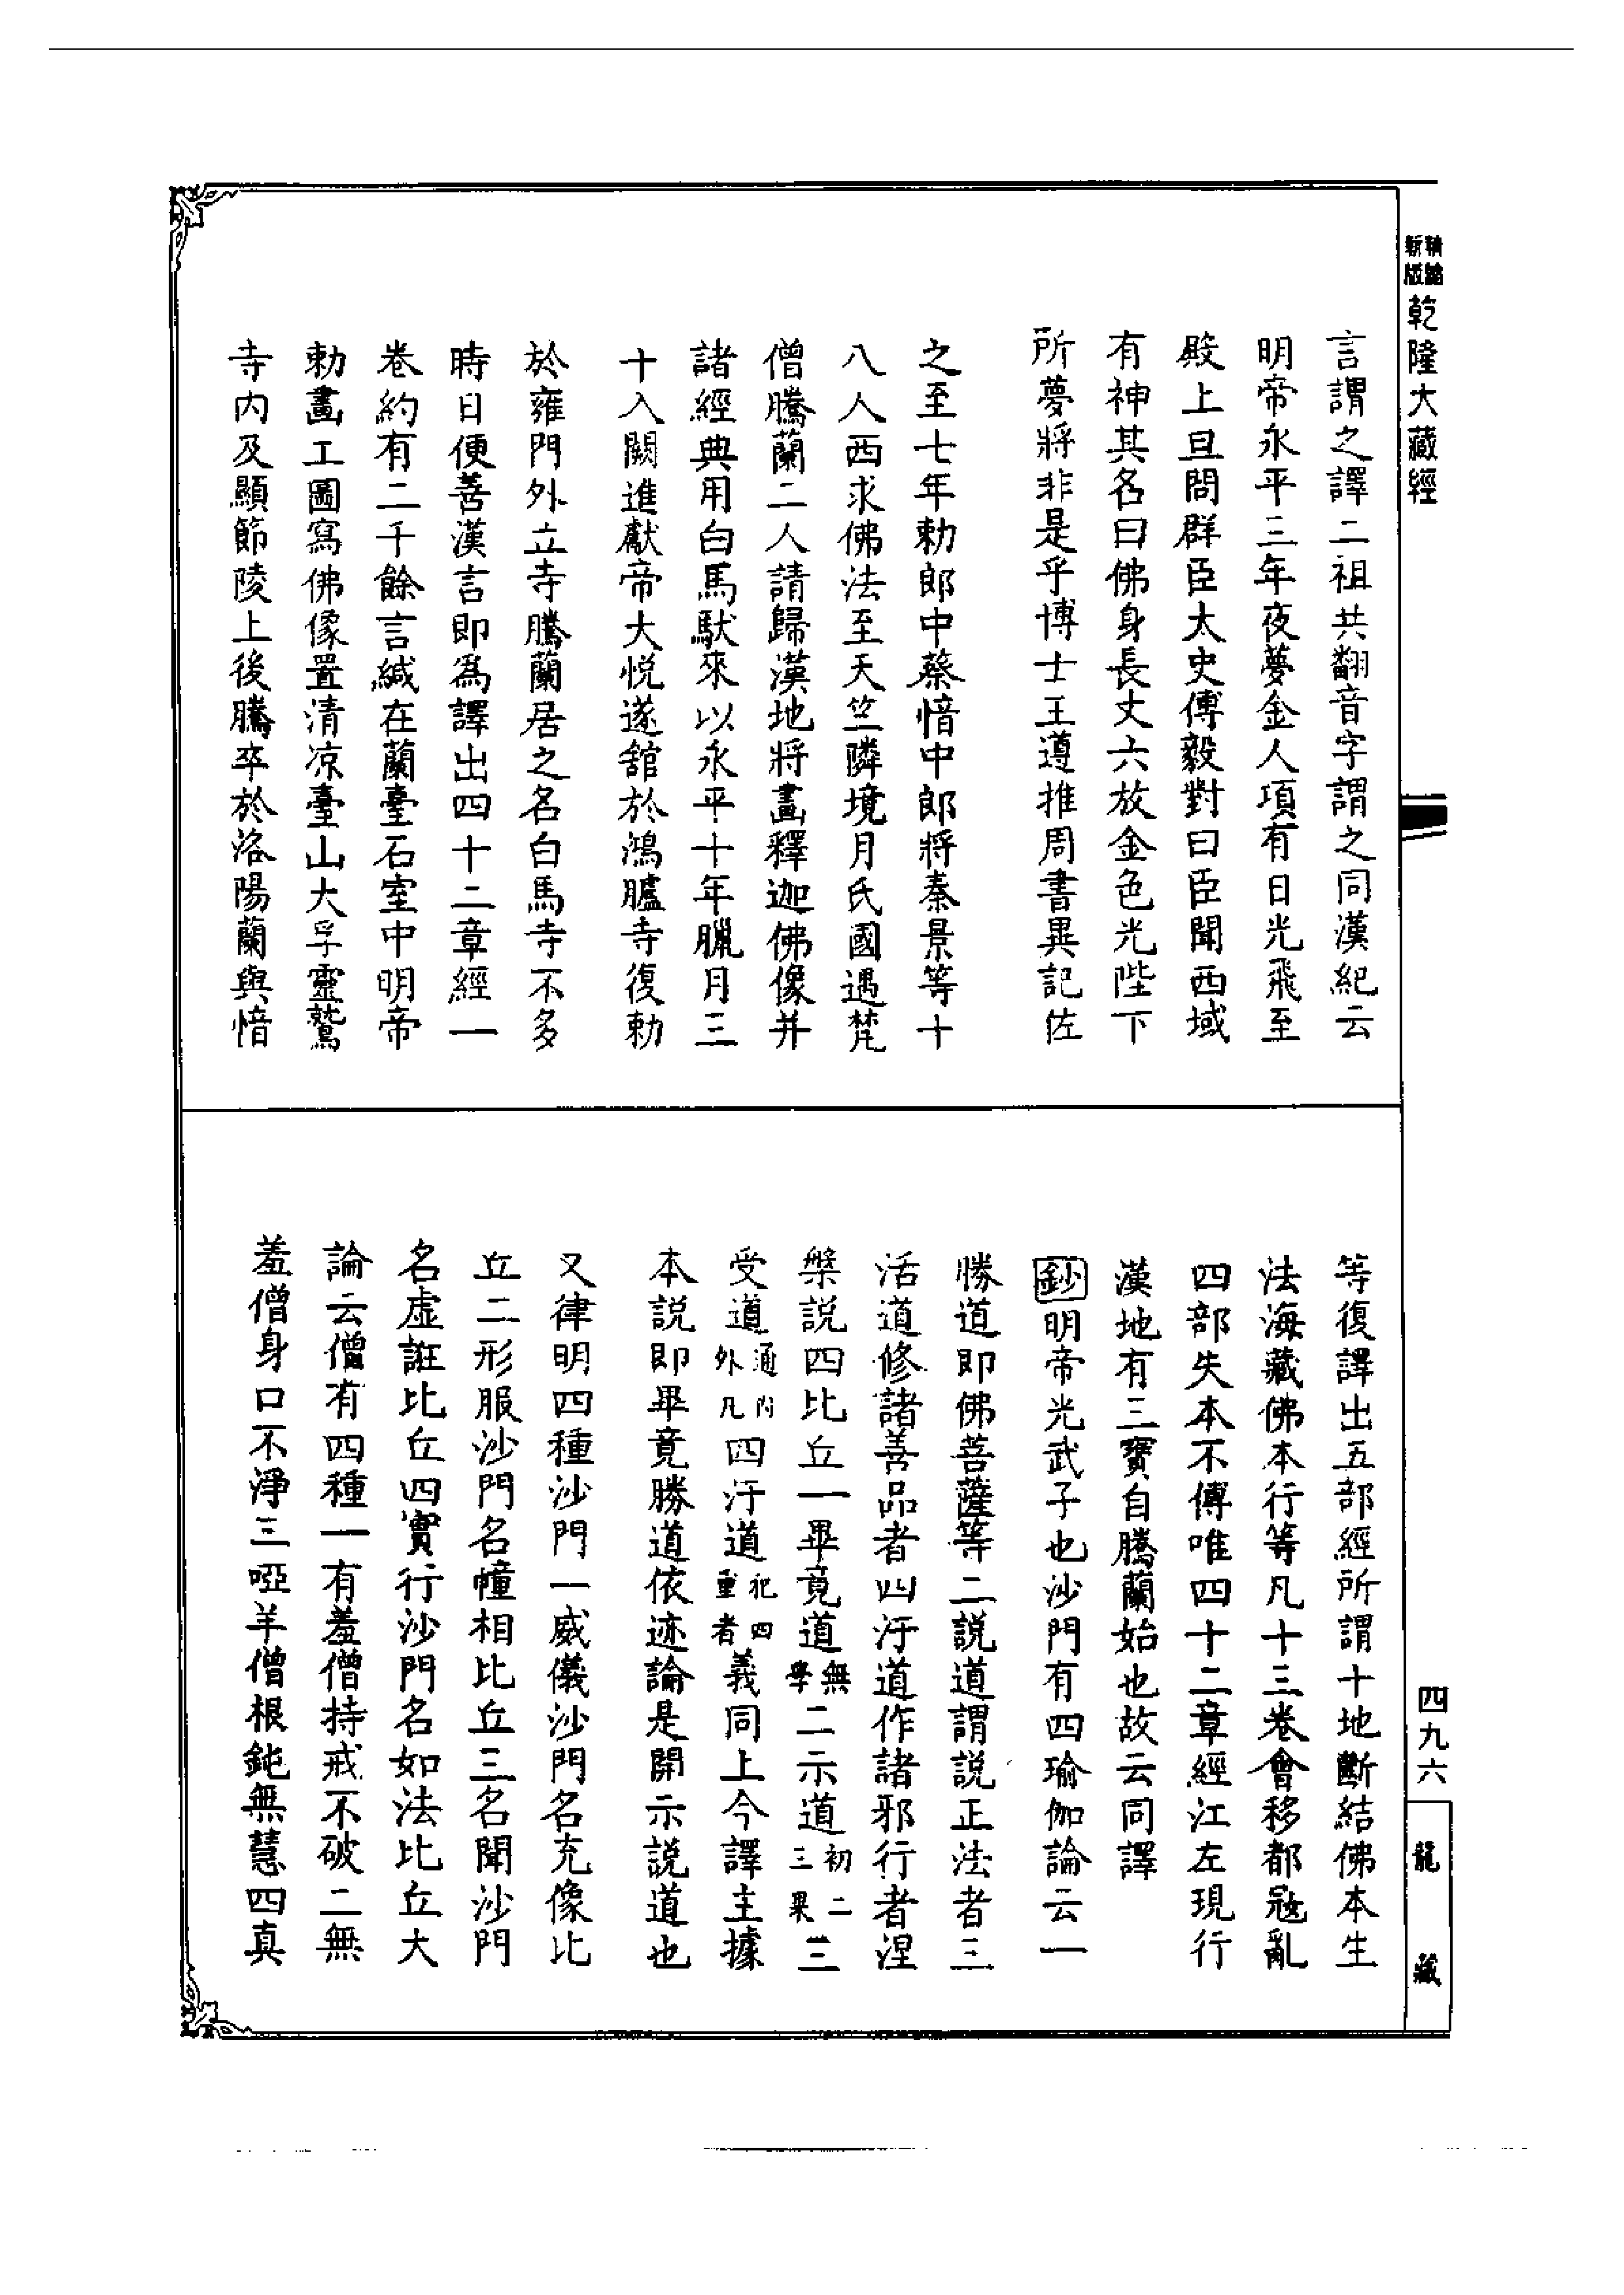 精縮新版乾隆大藏經
言謂之譯二祖共翻音字謂之同漢紀云
明帝永平三年夜夢金人項有日光飛至
殿上旦問群臣太史傅毅對曰臣聞西域
有神其名曰佛身長丈六放金色光陛下
所夢將非是乎博士王遵推周書異記佐
之至七年勅郎中蔡愔中郎將秦景等十
八人西求佛法至天竺隣境月氏國遇梵
僧騰蘭二人請歸漢地將畫釋迦佛像并
諸經典用白馬馱來以永平十年臘月三
十入闕進獻帝大悅遂舘於鴻臚寺復勅
於雍門外立寺騰蘭居之名白馬寺不多
時日便善漢言即為譯出四十二章經一
卷約有二千餘言緘在蘭臺石室中明帝
勅畫工圖寫佛像置清凉臺山大孚靈鷲
寺內及顯節陵上後騰卒於洛陽蘭與愔
等復譯出五部經所謂十地斷結佛本生
法海藏佛本行等凡十三卷會移都寇亂
四部失本不傳唯四十二章經江左現行
漢地有三寶自騰蘭始也故云同譯
鈔明帝光武子也沙門有四瑜伽論云一
勝道即佛菩薩等二說道謂說正法者三
活道修諸善品者四汙道作諸邪行者涅
槃說四比丘一畢竟道無學二示道初二三果三
受道通內外凡四汙道犯四重者義同上今譯主據
本說即畢竟勝道依迹論是開示說道也
又律明四種沙門一威儀沙門名充像比
丘二形服沙門名幢相比丘三名聞沙門
名虛誑比丘四實行沙門名如法比丘大
論云僧有四種一有羞僧持戒不破二無
羞僧身口不淨三啞羊僧根鈍無慧四真
四九六
龍藏